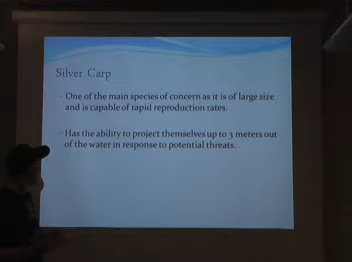 Silver Carp
One of the main species of concern as it is of large size
and is capable of rapid reproduction rates.
Has the ability to project themselves up to 3 meters out
of the water in response to potential threats.